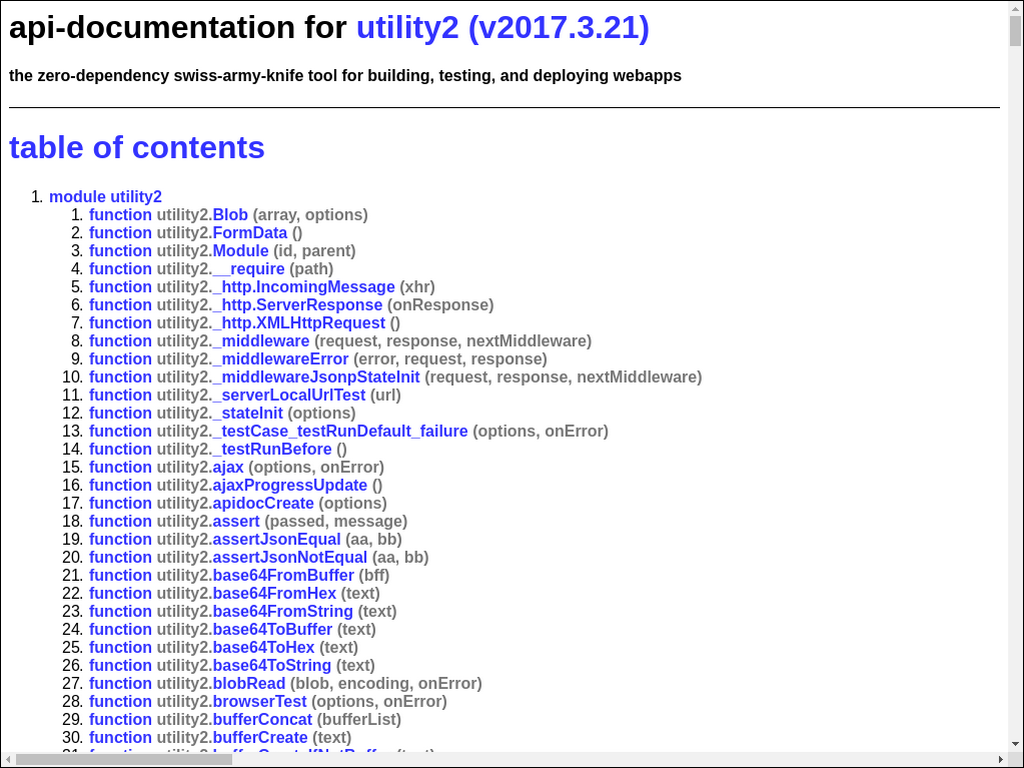 api-documentation for utility2 (v2017.3.21)
the zero-dependency swiss-army-knife tool for building, testing, and deploying webapps
table of contents
1. module utility2
1. function utility2.Blob (array, options)
2. function utility2.FormData ()
3. function utility2.Module (id, parent)
4. function utility2.__require (path)
5. function utility2._http.IncomingMessage (xhr)
6. function utility2._http.ServerResponse (onResponse)
7. function utility2._http.XMLHttpRequest ()
8. function utility2._middleware (request, response, nextMiddleware)
9. function utility2._middlewareError (error, request, response)
10. function utility2._middlewareJsonpStateInit (request, response, nextMiddleware)
11. function utility2._serverLocalUrlTest (url)
12. function utility2._stateInit (options)
13. function utility2._testCase_testRunDefault_failure (options, onError)
14. function utility2._testRunBefore ()
15. function utility2.ajax (options, onError)
16. function utility2.ajaxProgressUpdate ()
17. function utility2.apidocCreate (options)
18. function utility2.assert (passed, message)
19. function utility2.assertJsonEqual (aa, bb)
20. function utility2.assertJsonNotEqual (aa, bb)
21. function utility2.base64FromBuffer (bff)
22. function utility2.base64FromHex (text)
23. function utility2.base64FromString (text)
24. function utility2.base64ToBuffer (text)
25. function utility2.base64ToHex (text)
26. function utility2.base64ToString (text)
27. function utility2.blobRead (blob, encoding, onError)
28. function utility2.browserTest (options, onError)
29. function utility2.bufferConcat (bufferList)
30. function utility2.bufferCreate (text)